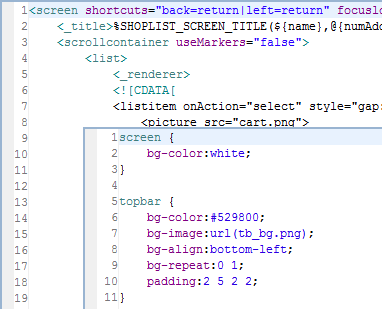 1 <screen shortcuts="back=return|left=return"
2 <_title>%SHOPLIST_SCREEN_TITLE(${name},@{numAdd
3 <scrollcontainer useMarkers="false">
4 <list>
5 <_renderer>
6 <![CDATA[
7 <listitem onAction="select" style="gap:
8 <picture src="cart.png">
9
10
11
12
13
14
15
16
17
18
19
1 screen {
2 bg-color:white;
3 }
4
5 topbar {
6 bg-color:#529800;
7 bg-image:url(tb_bg.png);
8 bg-align:bottom-left;
9 bg-repeat:0 1;
10 padding:2 5 2 2;
11 }